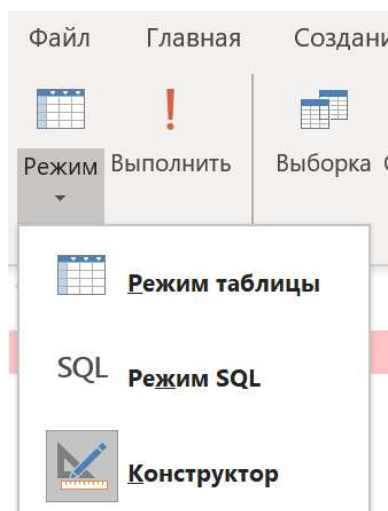 Файл Главная Создани
Режим Выполнить Выборка
Режим таблицы
SQL Режим SQL
Конструктор